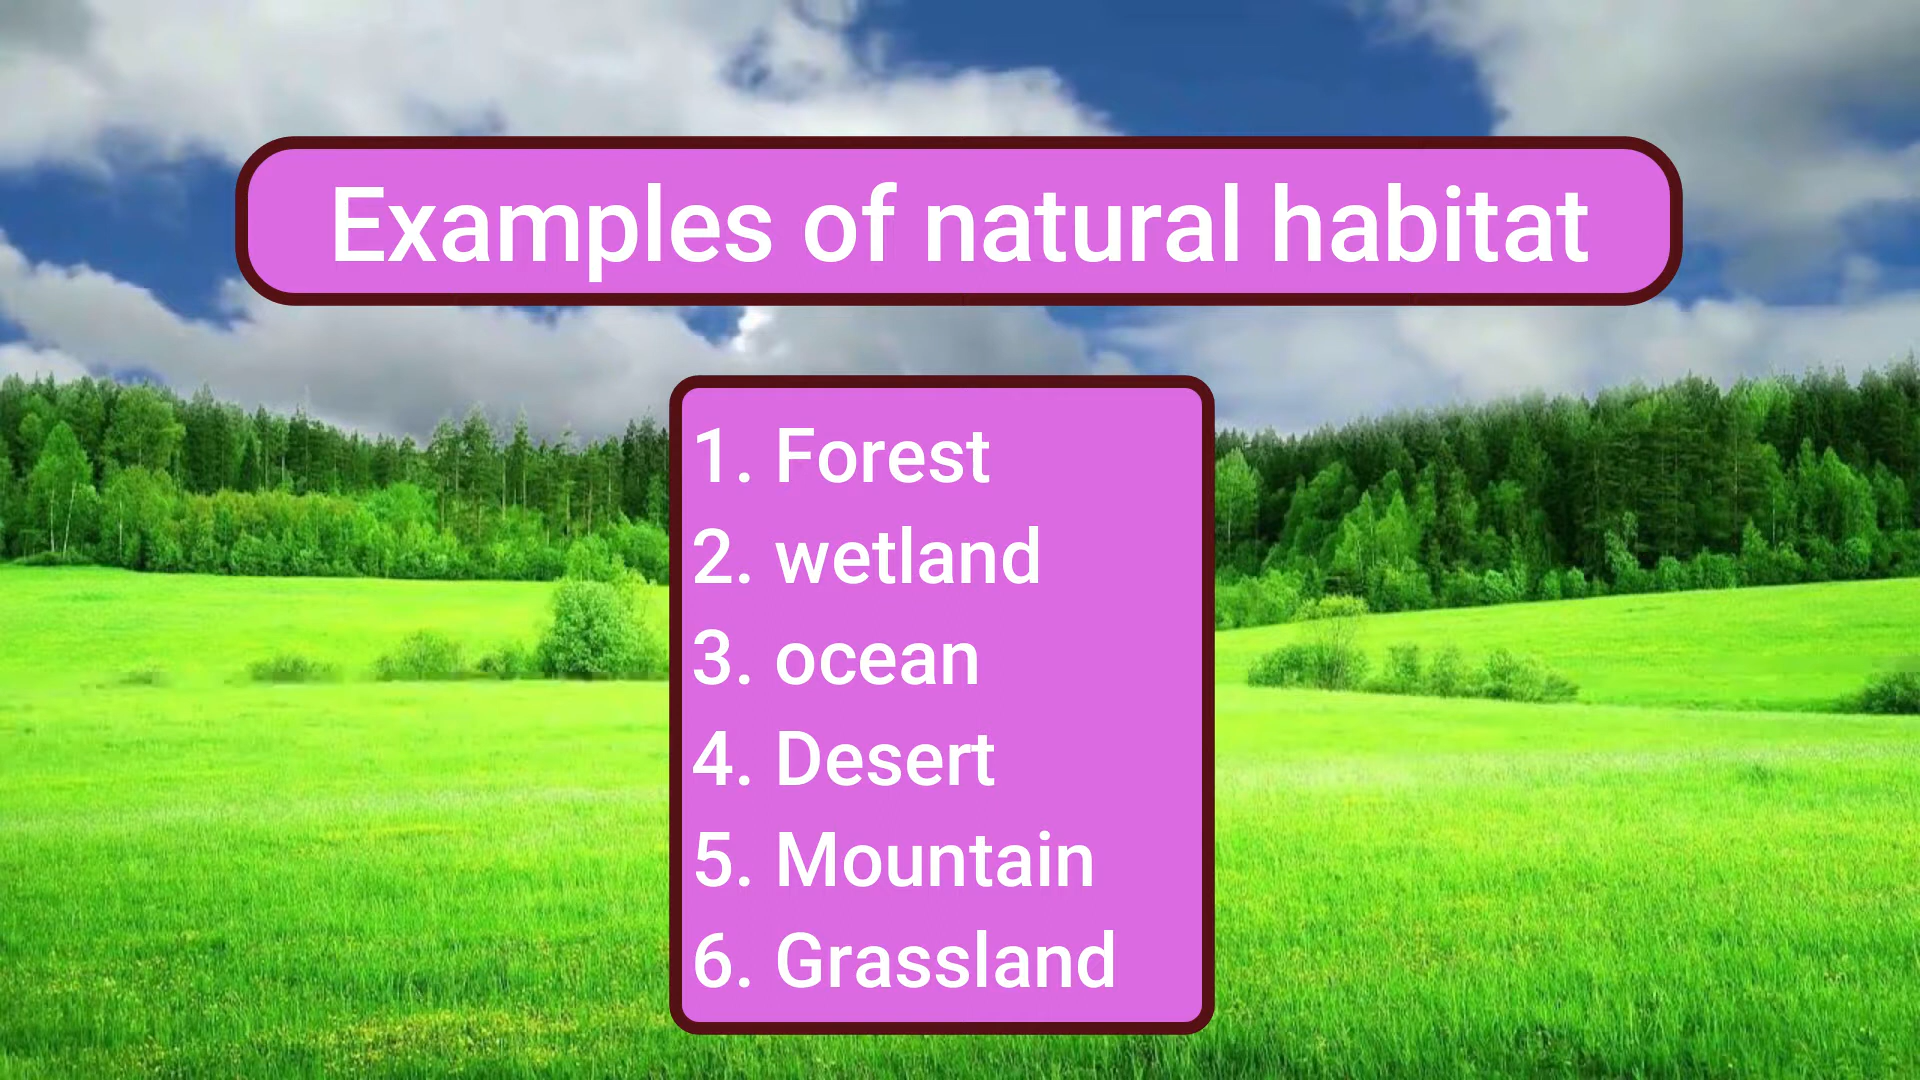 Examples of natural habitat
1. Forest
2. wetland
3. ocean
4. Desert
5. Mountain
6. Grassland